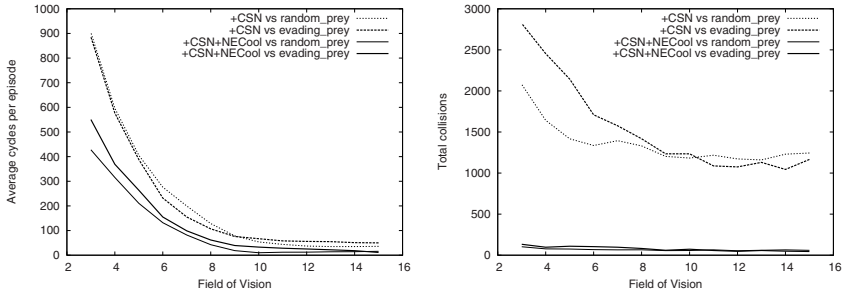 +CSN vs random_prey
+CSN vs evading_prey
+CSN+NECool vs random_prey
+CSN+NECool vs evading_prey
Average cycles per episode
1000
900
800
700
600
500
400
300
200
100
0
2 4 6 8 10 12 14 16
Field of Vision
+CSN vs random_prey
+CSN vs evading_prey
+CSN+NECool vs random_prey
+CSN+NECool vs evading_prey
Total collisions
3000
2500
2000
1500
1000
500
0
2 4 6 8 10 12 14 16
Field of Vision